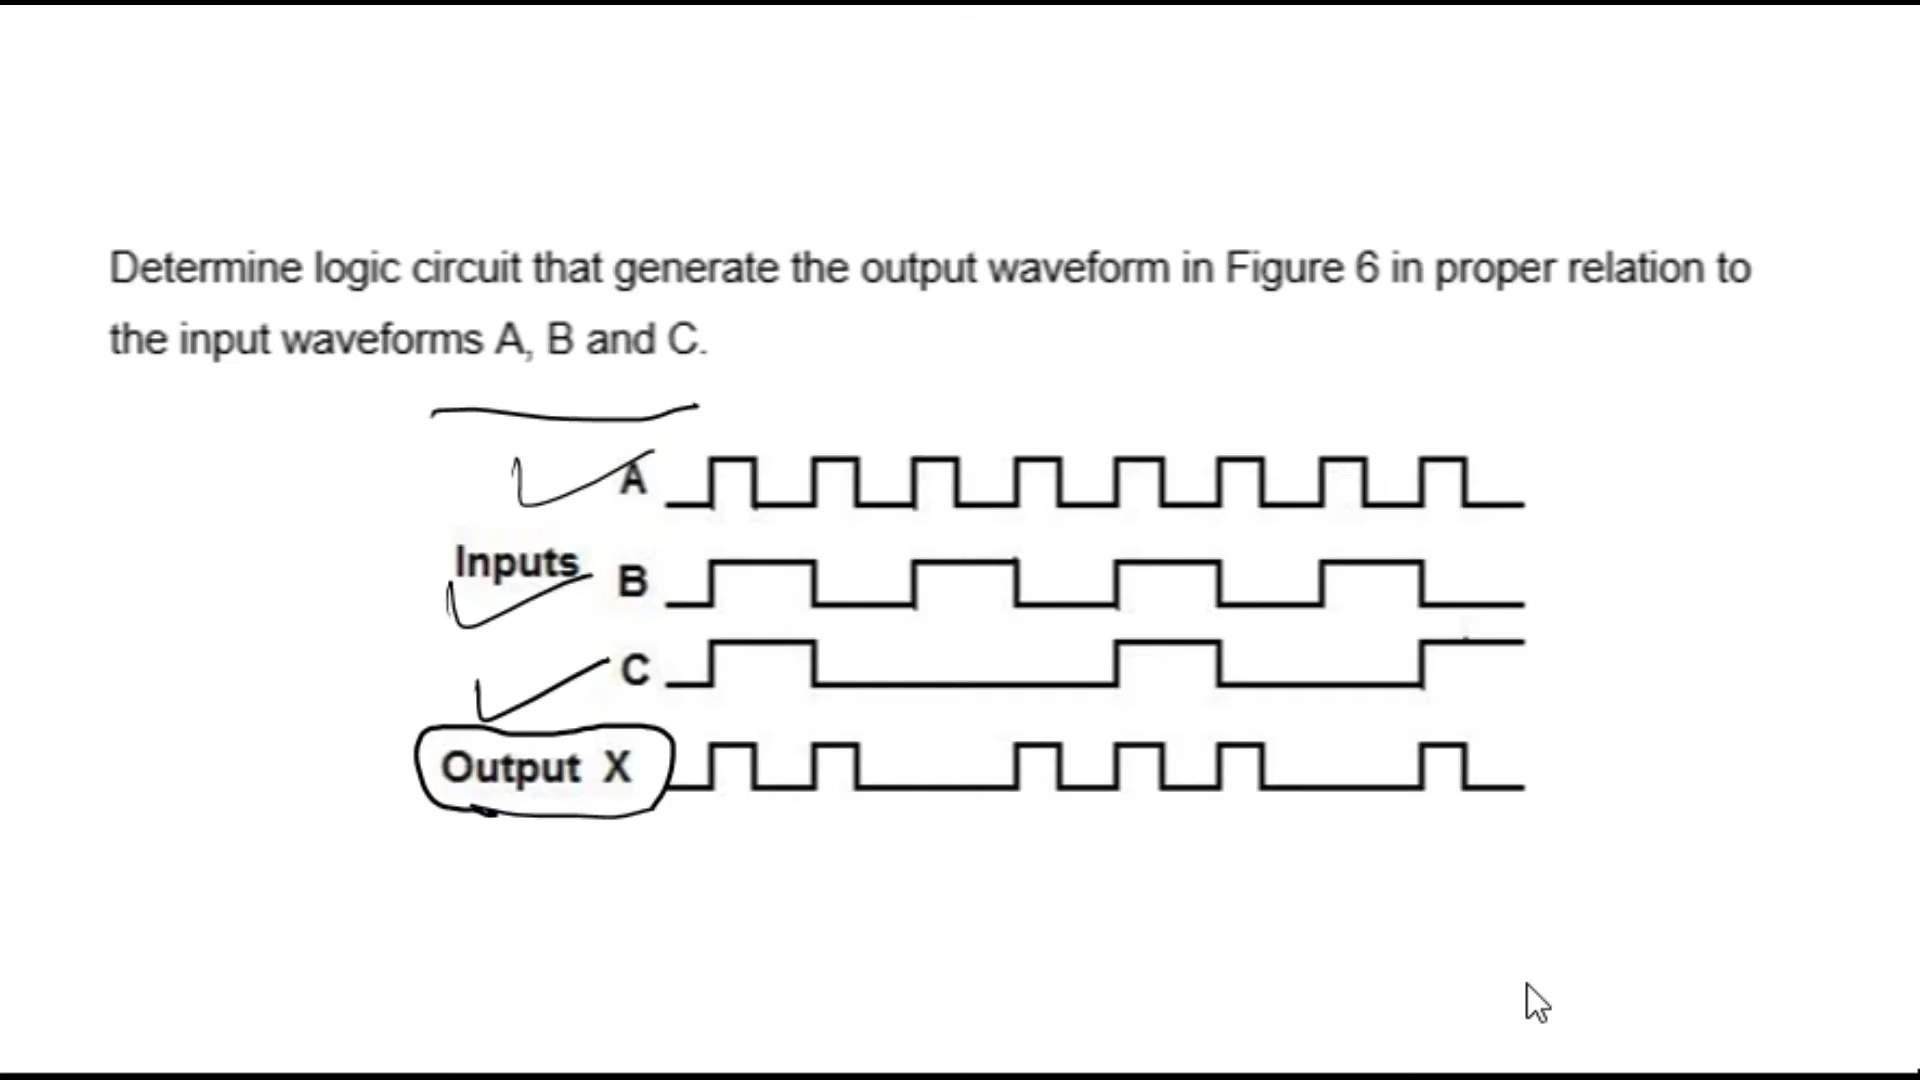 Determine logic circuit that generate the output waveform in Figure 6 in proper relation to
the input waveforms A, B and C.
A
Inputs
B
C
Output X